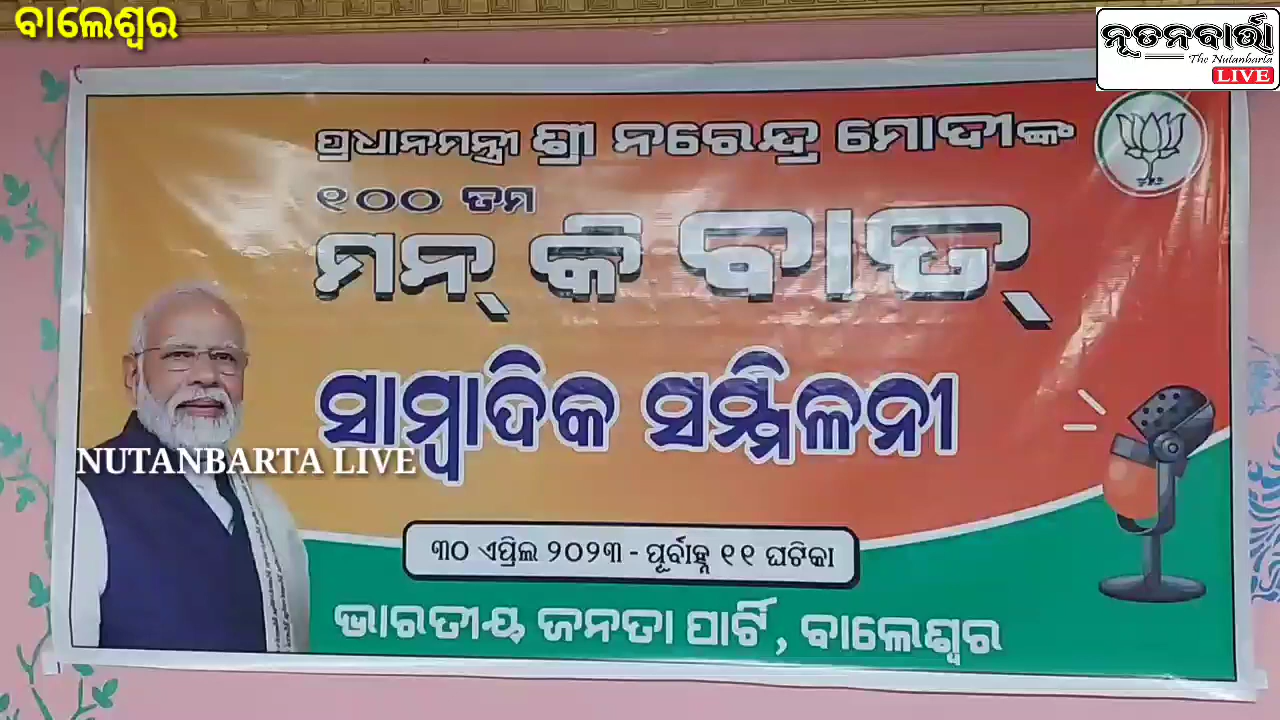 ବାଲେଶ୍ୱର
ନୂତନବାର୍ତ୍ତା
The Nutanbarta
LIVE
ପ୍ରଧାନମନ୍ତ୍ରୀ ଶ୍ରୀ ନରେନ୍ଦ୍ର ମୋଦୀଙ୍କ
୧୦୦ ତମ
ମନ୍ କି ବାତ୍
ସାମ୍ବାଦିକ ସମ୍ମିଳନୀ
NUTANBARTA LIVE
୩୦ ଏପ୍ରିଲ ୨୦୨୩ - ପୂର୍ବାହ୍ନ ୧୧ ଘଟିକା
ଭାରତୀୟ ଜନତା ପାର୍ଟି, ବାଲେଶ୍ୱର